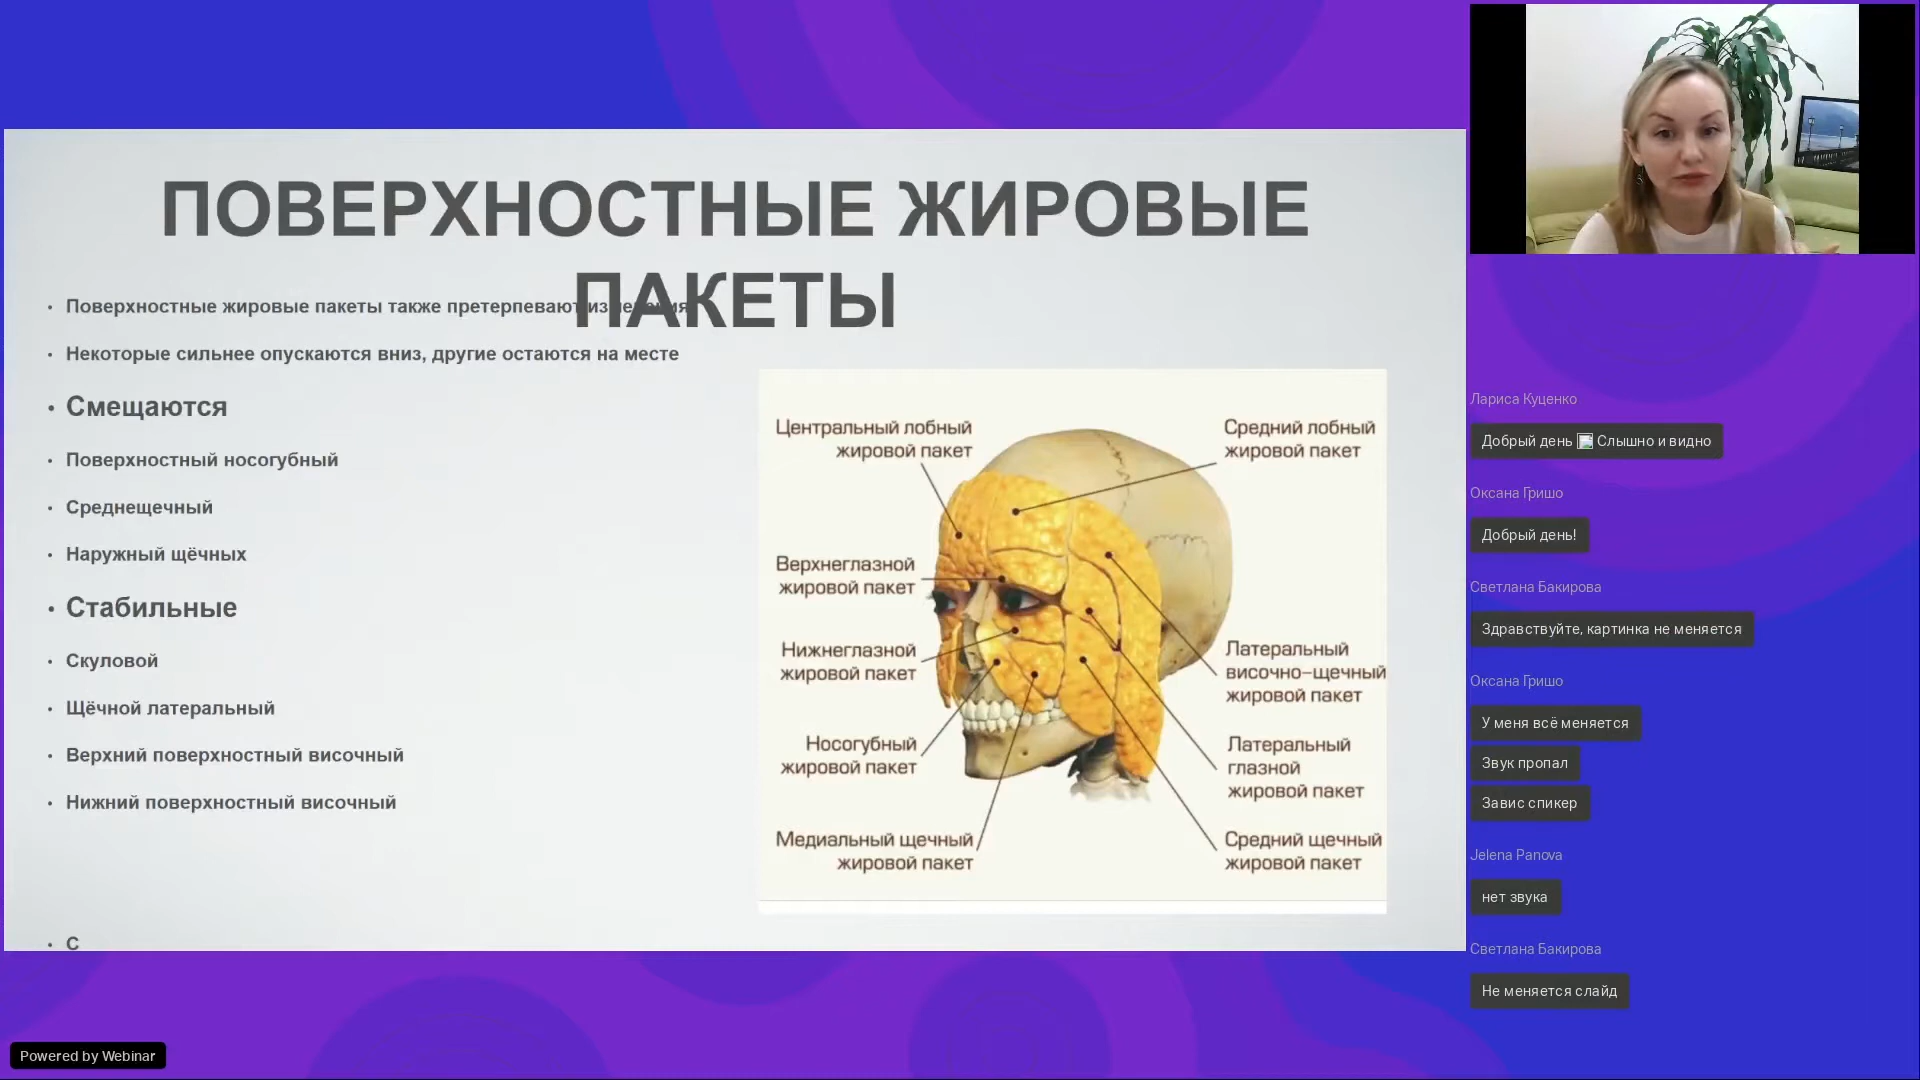 ПОВЕРХНОСТНЫЕ ЖИРОВЫЕ
ПАКЕТЫ
• Поверхностные жировые пакеты также претерпевают изменения
• Некоторые сильнее опускаются вниз, другие остаются на месте
• Смещаются
• Поверхностный носогубный
• Среднещечный
• Наружный щёчных
• Стабильные
• Скуловой
• Щёчной латеральный
• Верхний поверхностный височный
• Нижний поверхностный височный
• С
Центральный лобный
жировой пакет
Верхнеглазной
жировой пакет
Нижнеглазной
жировой пакет
Носогубный
жировой пакет
Медиальный щечный
жировой пакет
Средний лобный
жировой пакет
Латеральный
височно-щечный
жировой пакет
Латеральный
глазной
жировой пакет
Средний щечный
жировой пакет
Лариса Куценко
Добрый день Слышно и видно
Оксана Гришо
Добрый день!
Светлана Бакирова
Здравствуйте, картинка не меняется
Оксана Гришо
У меня всё меняется
Звук пропал
Завис спикер
Jelena Panova
нет звука
Светлана Бакирова
Не меняется слайд
Powered by Webinar